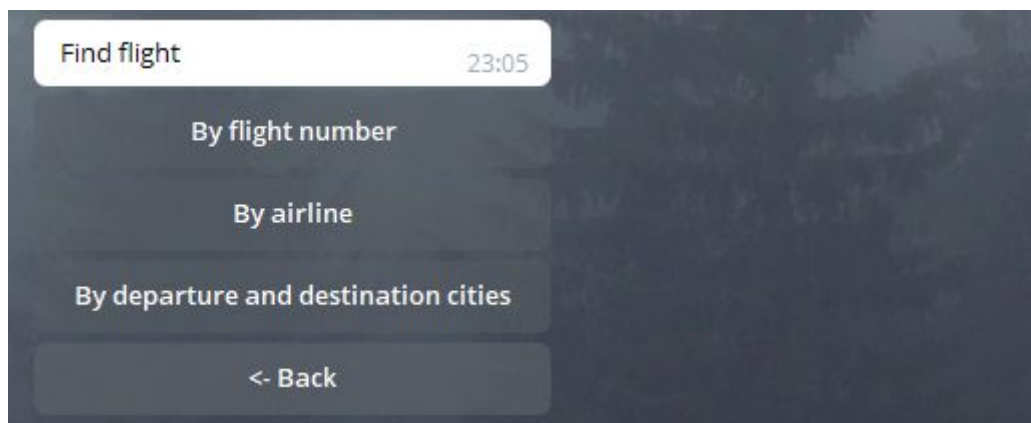 Find flight
23:05
By flight number
By airline
By departure and destination cities
<- Back